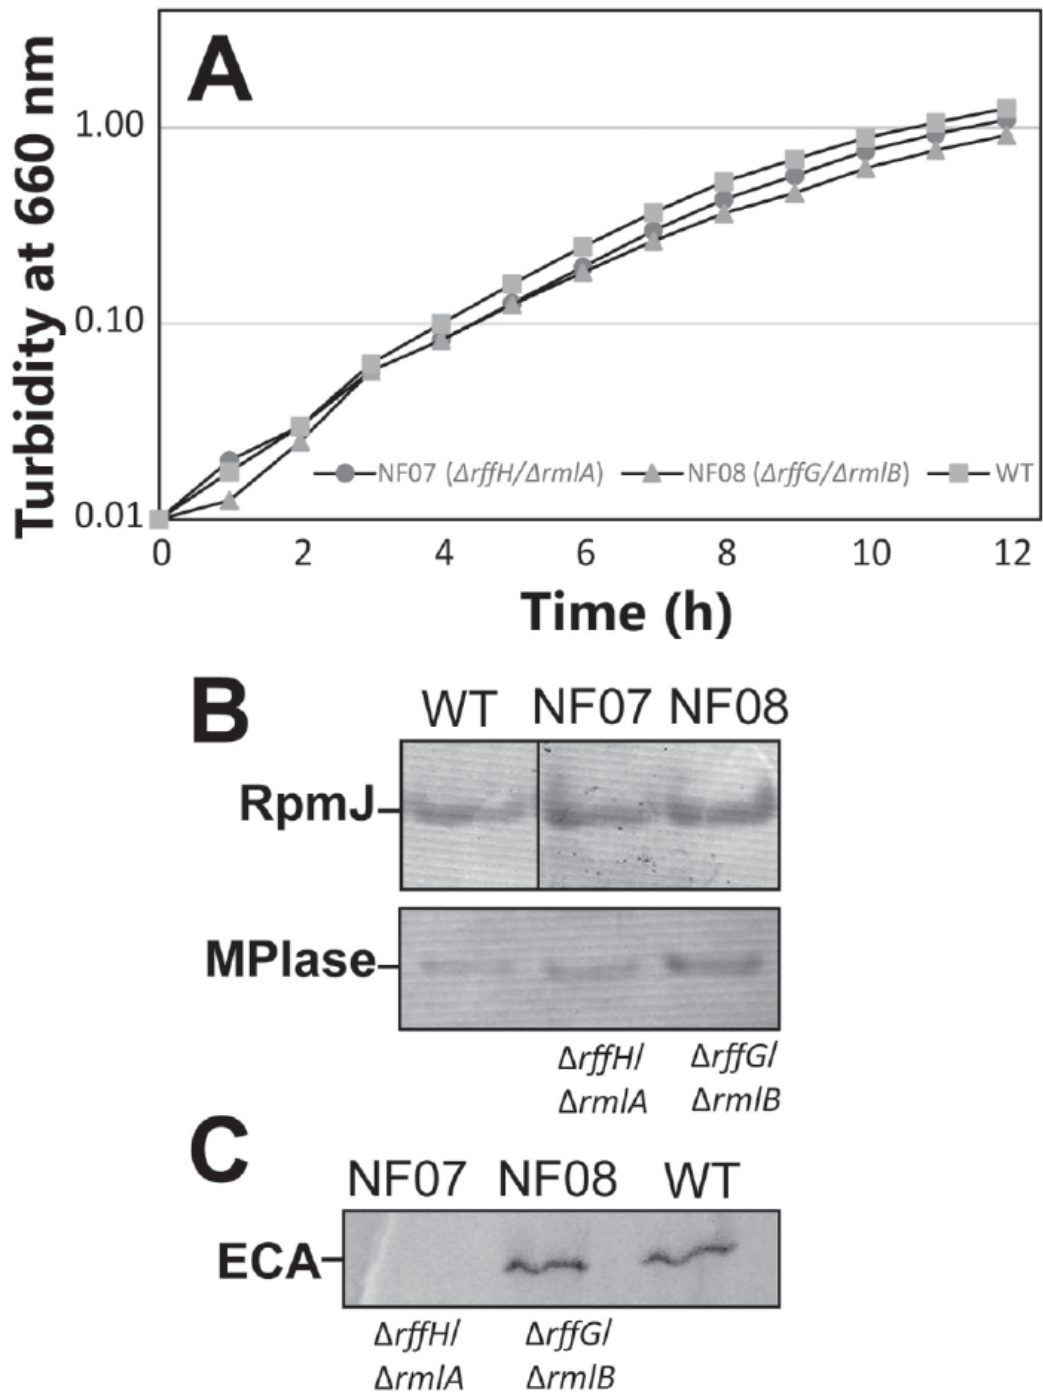 A
Turbidity at 660 nm
1.00
0.10
0.01
NF07 (ΔrffH/ΔrmlA) NF08 (ΔrffG/ΔrmlB) WT
0 2 4 6 8 10 12
Time (h)
B
WT NF07 NF08
RpmJ
MPIase
ΔrffH/ ΔrffG/
ΔrmlA ΔrmlB
C
NF07 NF08 WT
ECA
ΔrffH/ ΔrffG/
ΔrmlA ΔrmlB